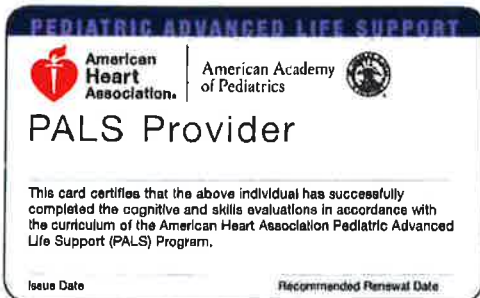 PEDIATRIC ADVANCED LIFE SUPPORT
American
Heart
Association.
American Academy
of Pediatrics
PALS Provider
This card certifies that the above individual has successfully
completed the cognitive and skills evaluations in accordance with
the curriculum of the American Heart Association Pediatric Advanced
Life Support (PALS) Program.
Issue Date
Recommended Renewal Date